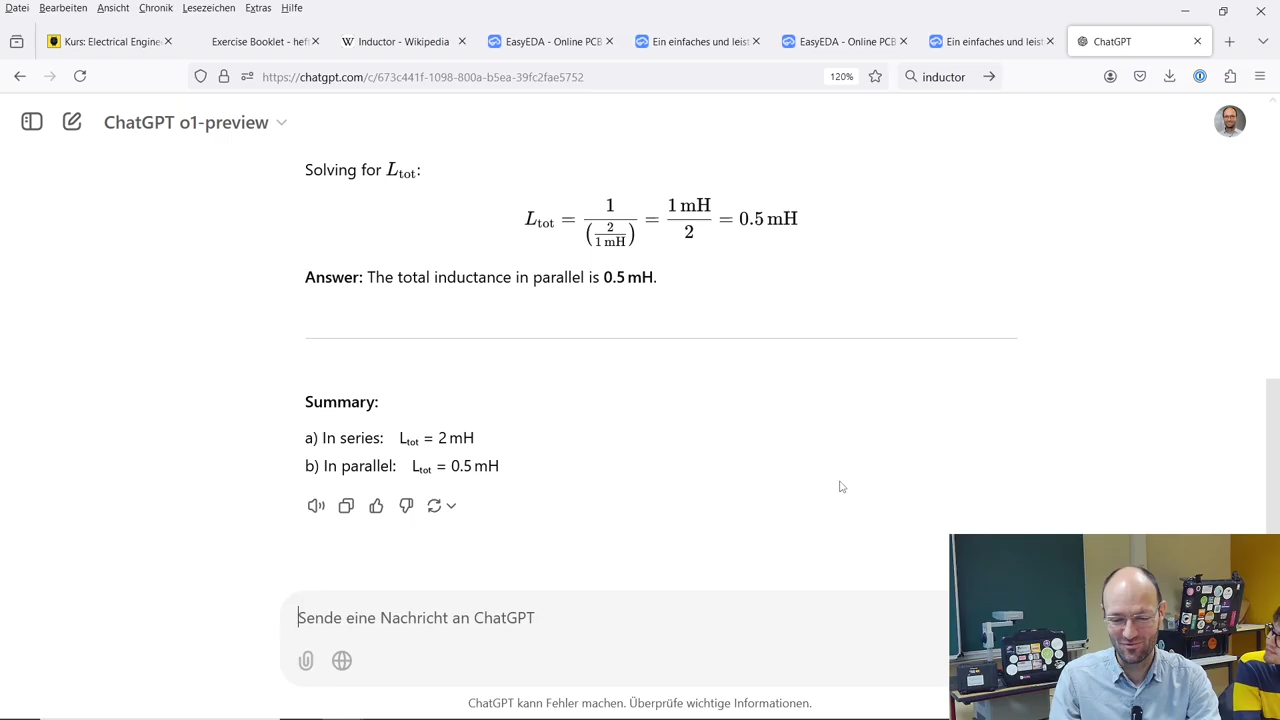 Datei Bearbeiten Ansicht Chronik Lesezeichen Extras Hilfe
Kurs: Electrical Engine
Exercise Booklet - hef
Inductor - Wikipedia
EasyEDA - Online PCB
Ein einfaches und leist
EasyEDA - Online PCB
Ein einfaches und leist
ChatGPT
https://chatgpt.com/c/673c441f-1098-800a-b5ea-39fc2fae5752
120%
inductor
ChatGPT o1-preview
Solving for L_tot:
L_tot = 1/(2/1 mH) = 1 mH/2 = 0.5 mH
Answer: The total inductance in parallel is 0.5 mH.
Summary:
a) In series: Lₜₒₜ = 2 mH
b) In parallel: Lₜₒₜ = 0.5 mH
Sende eine Nachricht an ChatGPT
ChatGPT kann Fehler machen. Überprüfe wichtige Informationen.